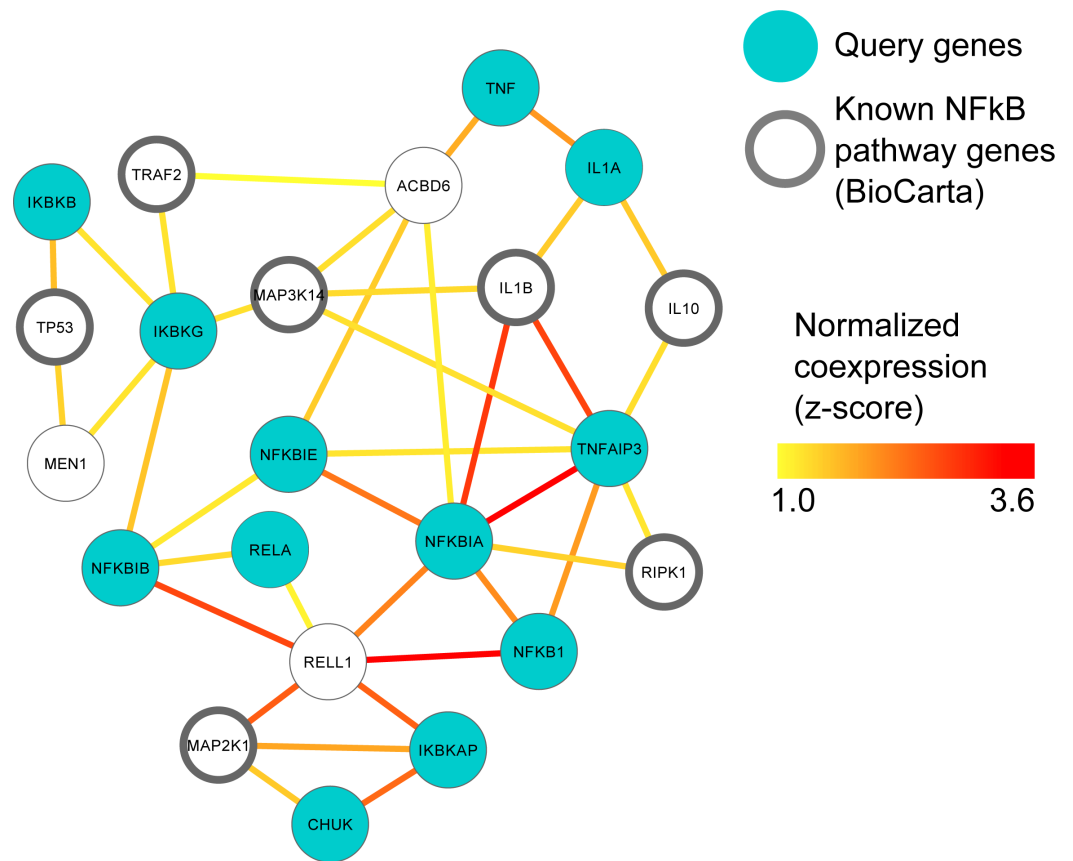 Query genes
Known NFkB
pathway genes
(BioCarta)
Normalized
coexpression
(z-score)
1.0 3.6
TNF
IL1A
TRAF2
ACBD6
IKBKB
MAP3K14
IL1B
IL10
TP53
IKBKG
MEN1
NFKBIE
TNFAIP3
NFKBIA
RELA
NFKBIB
RIPK1
RELL1
NFKB1
MAP2K1
IKBKAP
CHUK